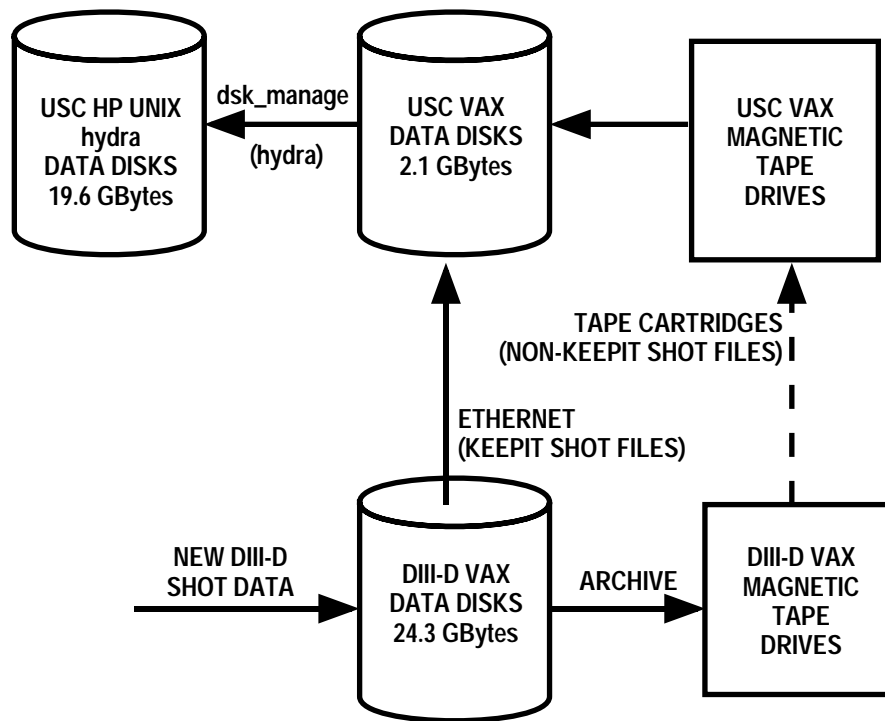 USC HP UNIX
hydra
DATA DISKS
19.6 GBytes
dsk_manage
(hydra)
USC VAX
DATA DISKS
2.1 GBytes
USC VAX
MAGNETIC
TAPE
DRIVES
TAPE CARTRIDGES
(NON-KEEPIT SHOT FILES)
ETHERNET
(KEEPIT SHOT FILES)
NEW DIII-D
SHOT DATA
DIII-D VAX
DATA DISKS
24.3 GBytes
ARCHIVE
DIII-D VAX
MAGNETIC
TAPE
DRIVES